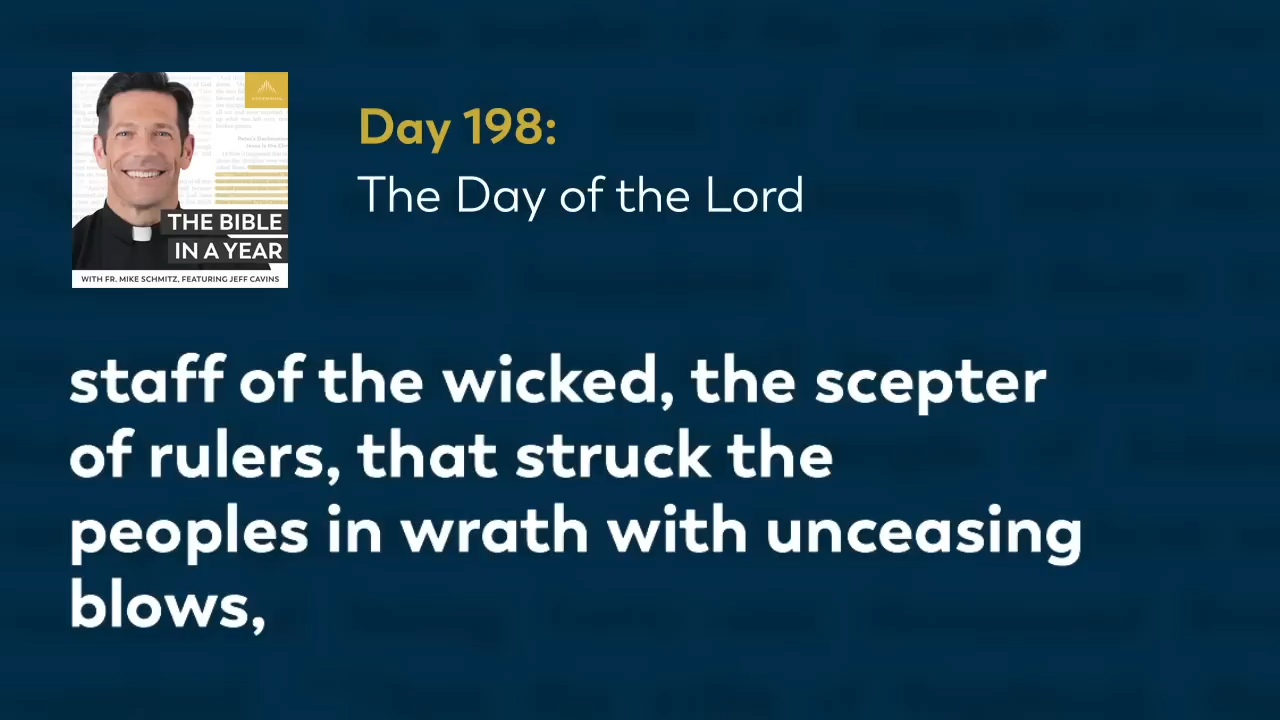 Day 198:
The Day of the Lord
THE BIBLE
IN A YEAR
WITH FR. MIKE SCHMITZ, FEATURING JEFF CAVINS
staff of the wicked, the scepter
of rulers, that struck the
peoples in wrath with unceasing
blows,